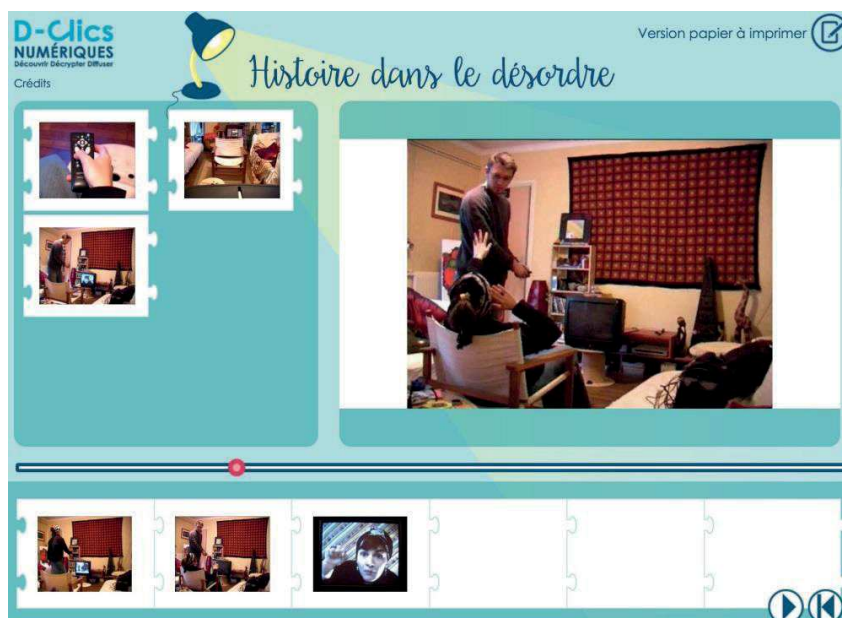 D-Clics
NUMÉRIQUES
Découvrir Décrypter Diffuser
Crédits
Histoire dans le désordre
Version papier à imprimer